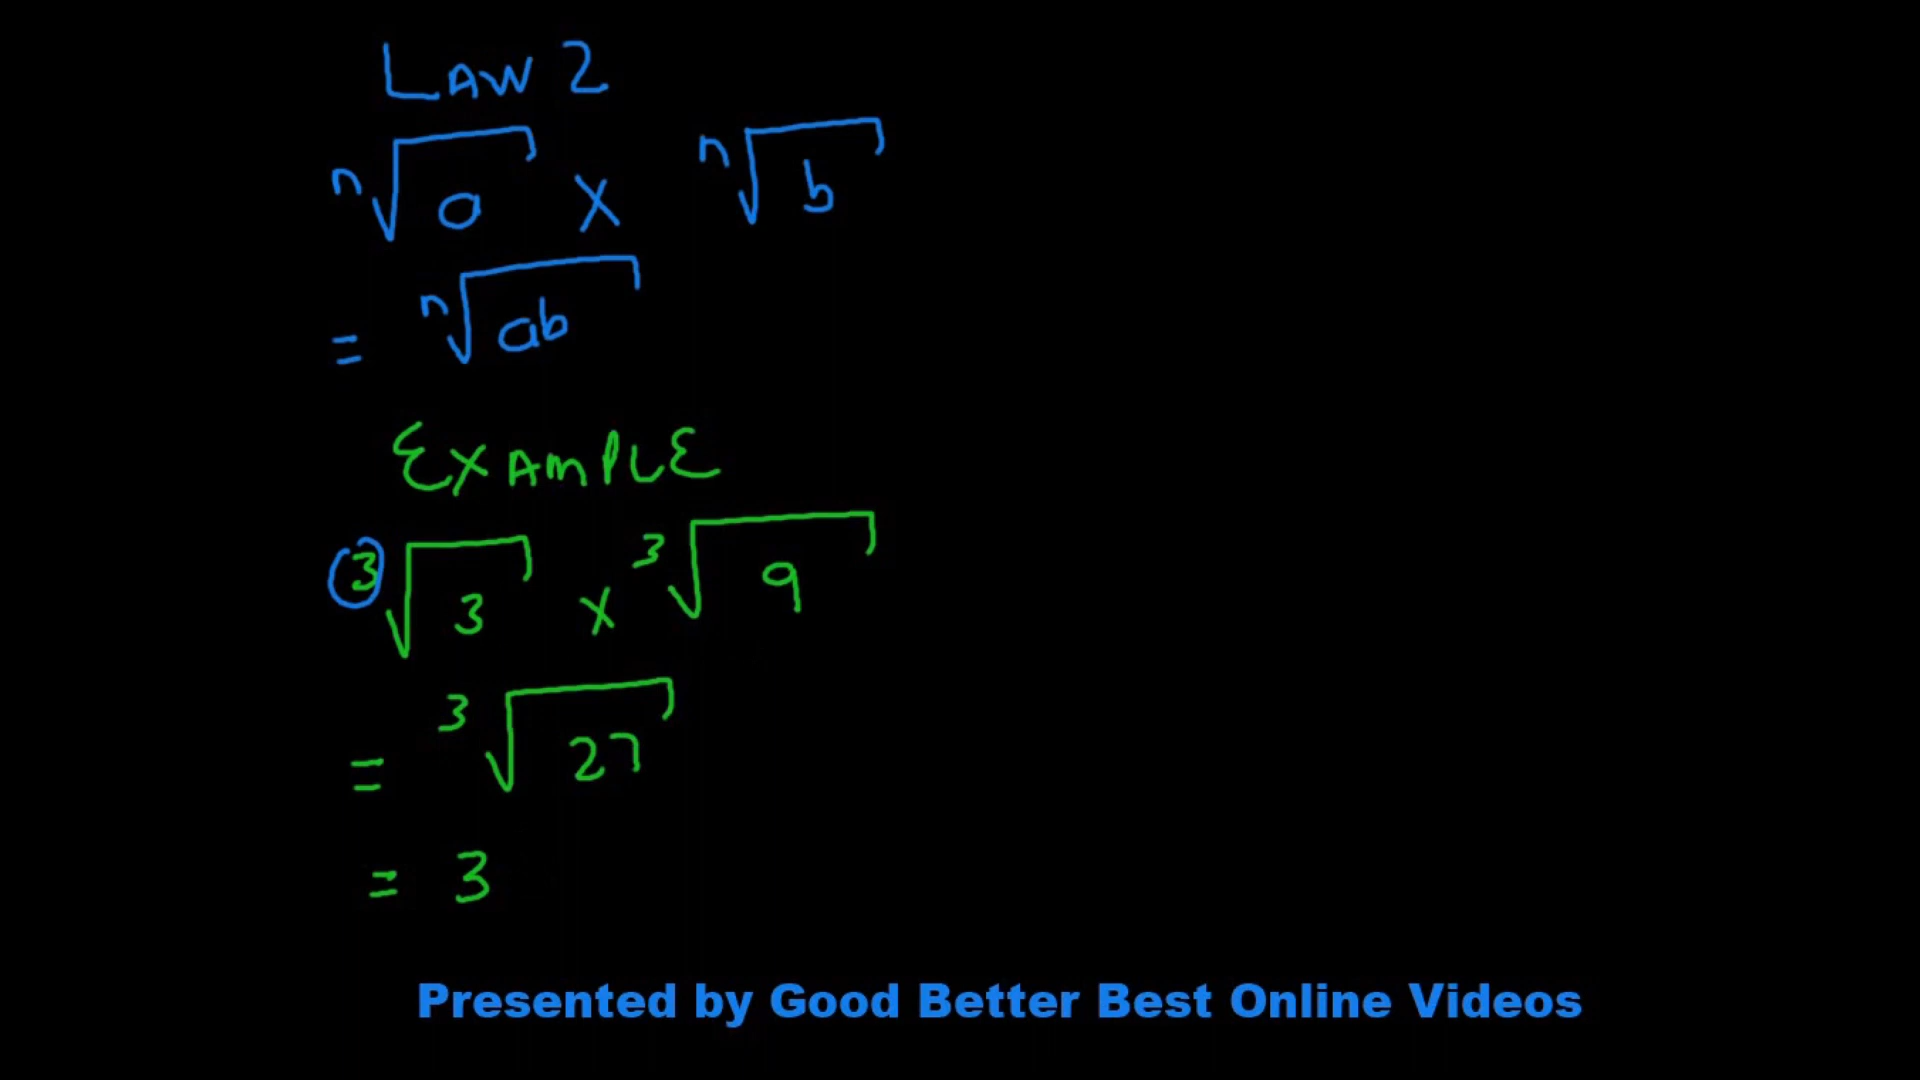 LAW 2
ⁿ√a x ⁿ√b
= ⁿ√ab
EXAMPLE
³√3 x ³√9
= ³√27
= 3
Presented by Good Better Best Online Videos